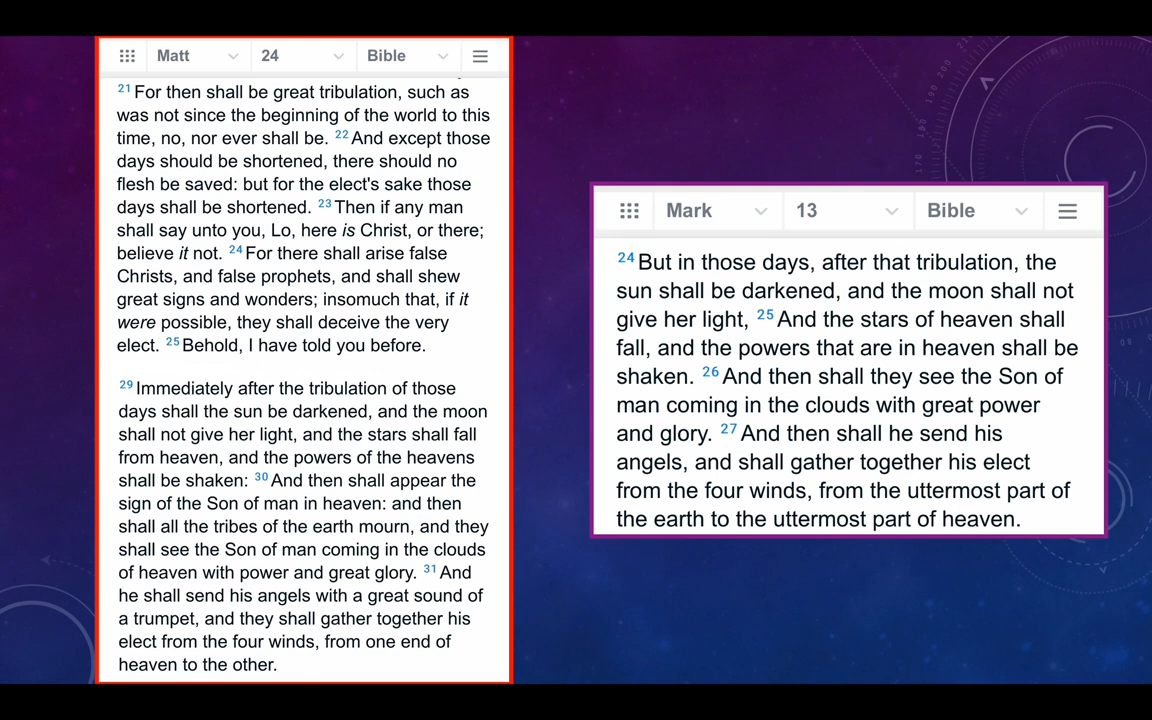 Matt 24 Bible
21 For then shall be great tribulation, such as
was not since the beginning of the world to this
time, no, nor ever shall be. 22 And except those
days should be shortened, there should no
flesh be saved: but for the elect's sake those
days shall be shortened. 23 Then if any man
shall say unto you, Lo, here is Christ, or there;
believe it not. 24 For there shall arise false
Christs, and false prophets, and shall shew
great signs and wonders; insomuch that, if it
were possible, they shall deceive the very
elect. 25 Behold, I have told you before.
29 Immediately after the tribulation of those
days shall the sun be darkened, and the moon
shall not give her light, and the stars shall fall
from heaven, and the powers of the heavens
shall be shaken: 30 And then shall appear the
sign of the Son of man in heaven: and then
shall all the tribes of the earth mourn, and they
shall see the Son of man coming in the clouds
of heaven with power and great glory. 31 And
he shall send his angels with a great sound of
a trumpet, and they shall gather together his
elect from the four winds, from one end of
heaven to the other.
Mark 13 Bible
24 But in those days, after that tribulation, the
sun shall be darkened, and the moon shall not
give her light, 25 And the stars of heaven shall
fall, and the powers that are in heaven shall be
shaken. 26 And then shall they see the Son of
man coming in the clouds with great power
and glory. 27 And then shall he send his
angels, and shall gather together his elect
from the four winds, from the uttermost part of
the earth to the uttermost part of heaven.
210
200
190
180
170